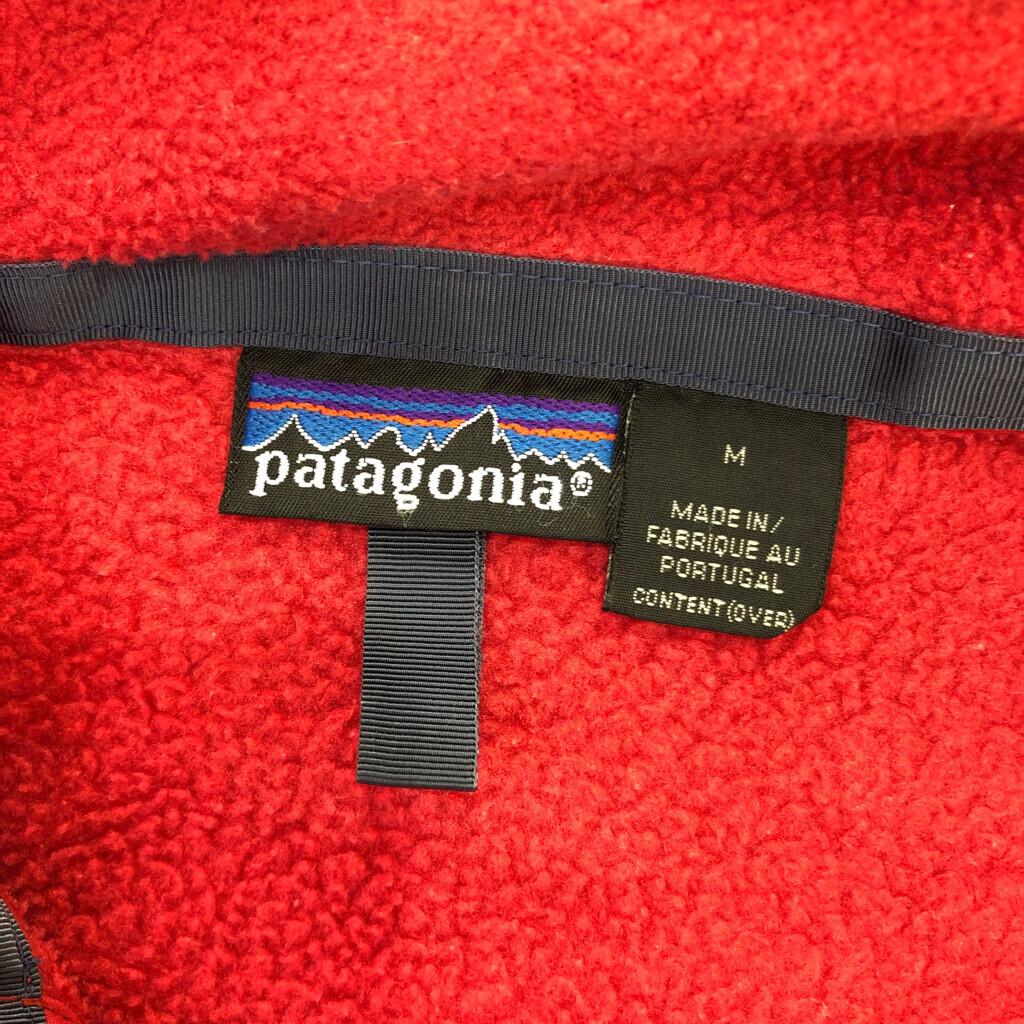 patagonia®
M
MADE IN/
FABRIQUE AU
PORTUGAL
CONTENT(OVER)